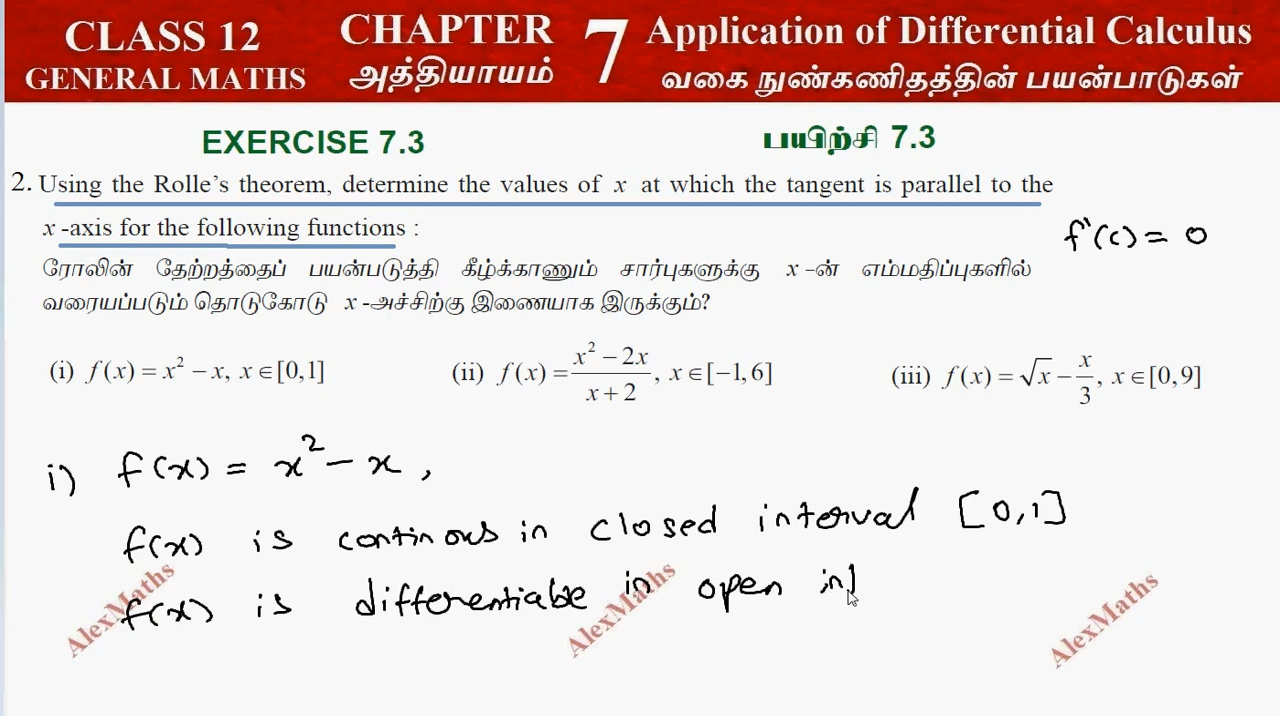 CLASS 12
GENERAL MATHS
CHAPTER
அத்தியாயம்
7
Application of Differential Calculus
வகை நுண்கணிதத்தின் பயன்பாடுகள்
EXERCISE 7.3
பயிற்சி 7.3
2. Using the Rolle's theorem, determine the values of x at which the tangent is parallel to the
x -axis for the following functions :
f'(c) = 0
ரோலின் தேற்றத்தைப் பயன்படுத்தி கீழ்க்காணும் சார்புகளுக்கு x -ன் எம்மதிப்புகளில்
வரையப்படும் தொடுகோடு x -அச்சிற்கு இணையாக இருக்கும்?
(i) f(x) = x² − x, x ∈ [0,1]
(ii) f(x) = (x² − 2x)/(x + 2), x ∈ [−1, 6]
(iii) f(x) = √x − x/3, x ∈ [0, 9]
i) f(x) = x² − x ,
f(x) is continous in closed interval [0,1]
f(x) is differentiable in open int
AlexMaths
AlexMaths
AlexMaths